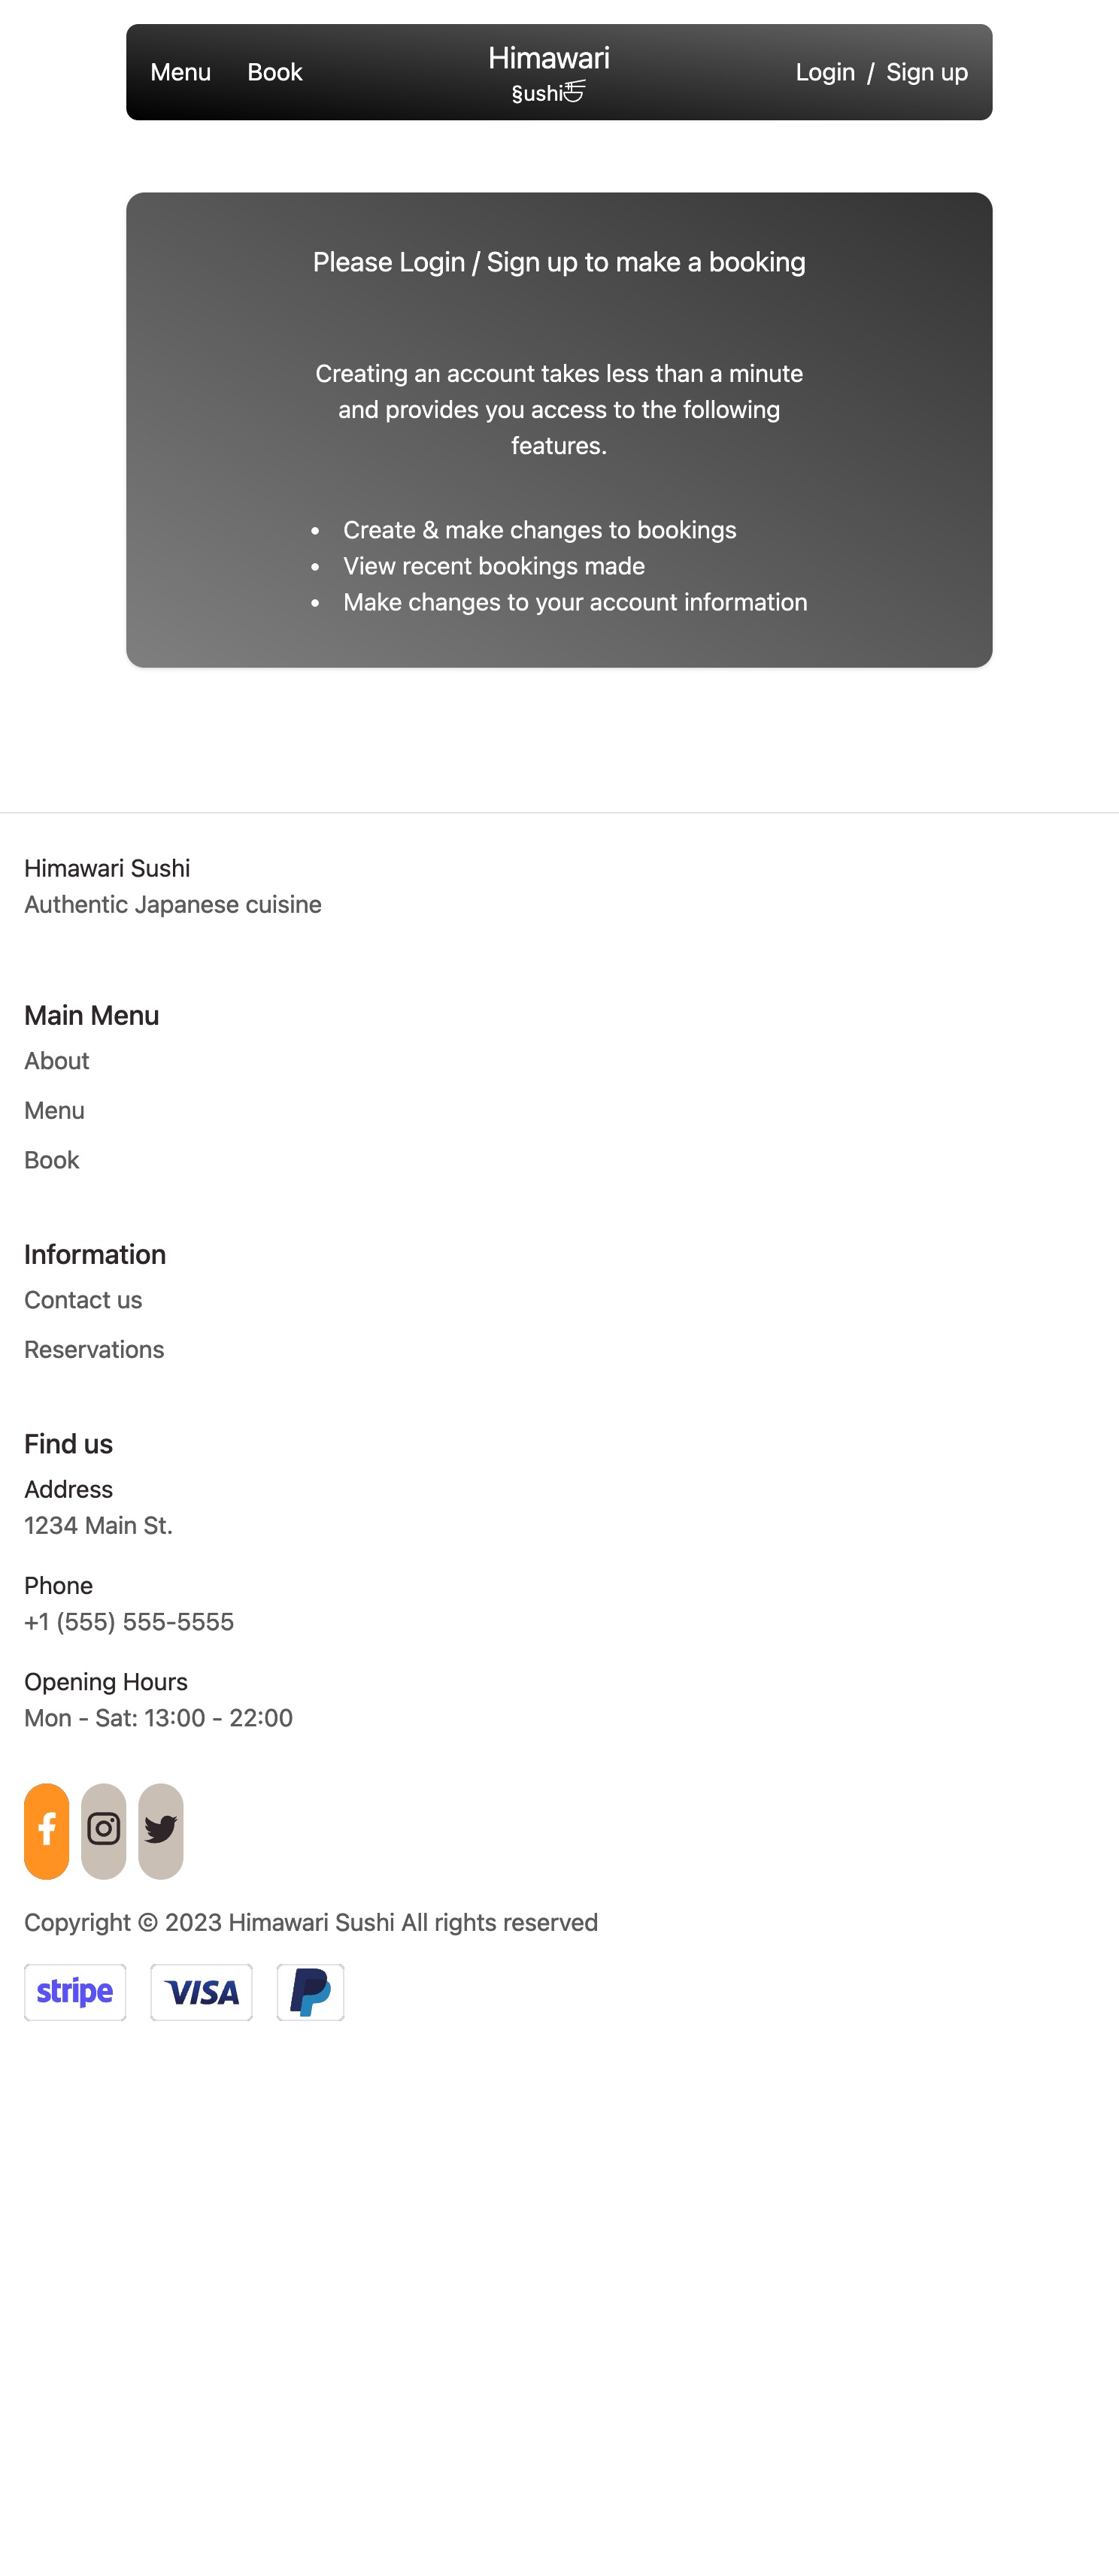 Menu Book
Himawari
§ushi
Login / Sign up
Please Login / Sign up to make a booking
Creating an account takes less than a minute
and provides you access to the following
features.
• Create & make changes to bookings
• View recent bookings made
• Make changes to your account information
Himawari Sushi
Authentic Japanese cuisine
Main Menu
About
Menu
Book
Information
Contact us
Reservations
Find us
Address
1234 Main St.
Phone
+1 (555) 555-5555
Opening Hours
Mon - Sat: 13:00 - 22:00
Copyright © 2023 Himawari Sushi All rights reserved
stripe VISA P